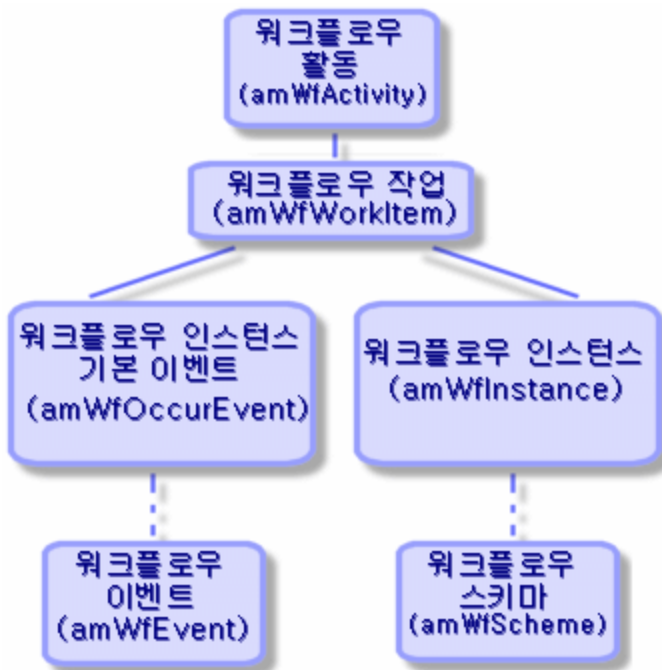 워크플로우
활동
(amWfActivity)
워크플로우 작업
(amWfWorkItem)
워크플로우 인스턴스
기본 이벤트
(amWfOccurEvent)
워크플로우 인스턴스
(amWfInstance)
워크플로우
이벤트
(amWfEvent)
워크플로우
스키마
(amWfScheme)